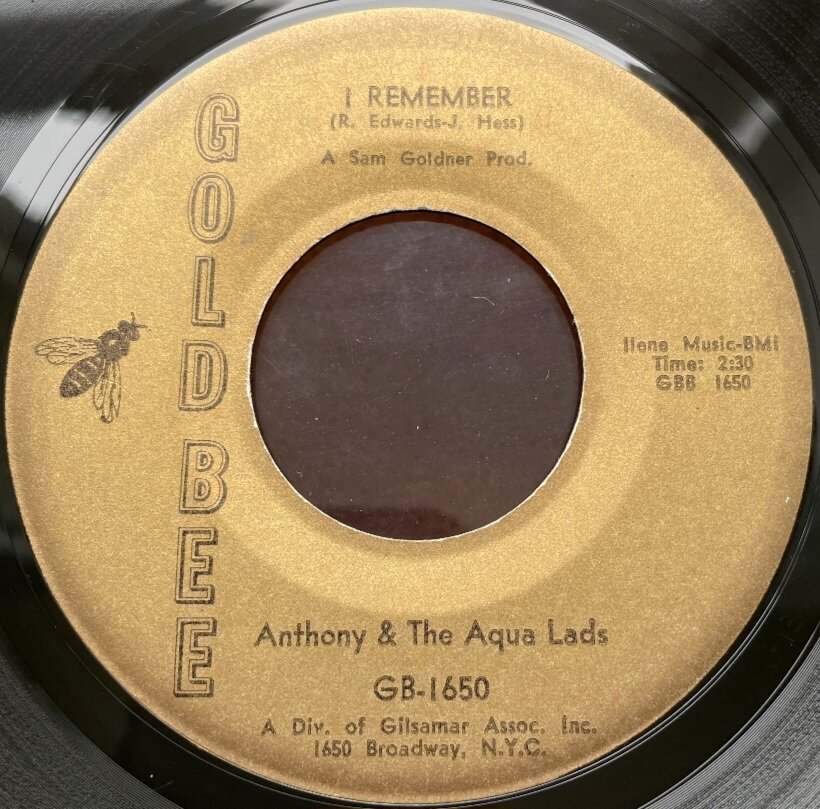 I REMEMBER
(R. Edwards-J. Hess)
A Sam Goldner Prod.
GOLD BEE
Ilene Music-BMI
Time: 2:30
GBB 1650
Anthony & The Aqua Lads
GB-1650
A Div. of Gilsamar Assoc. Inc.
1650 Broadway, N.Y.C.